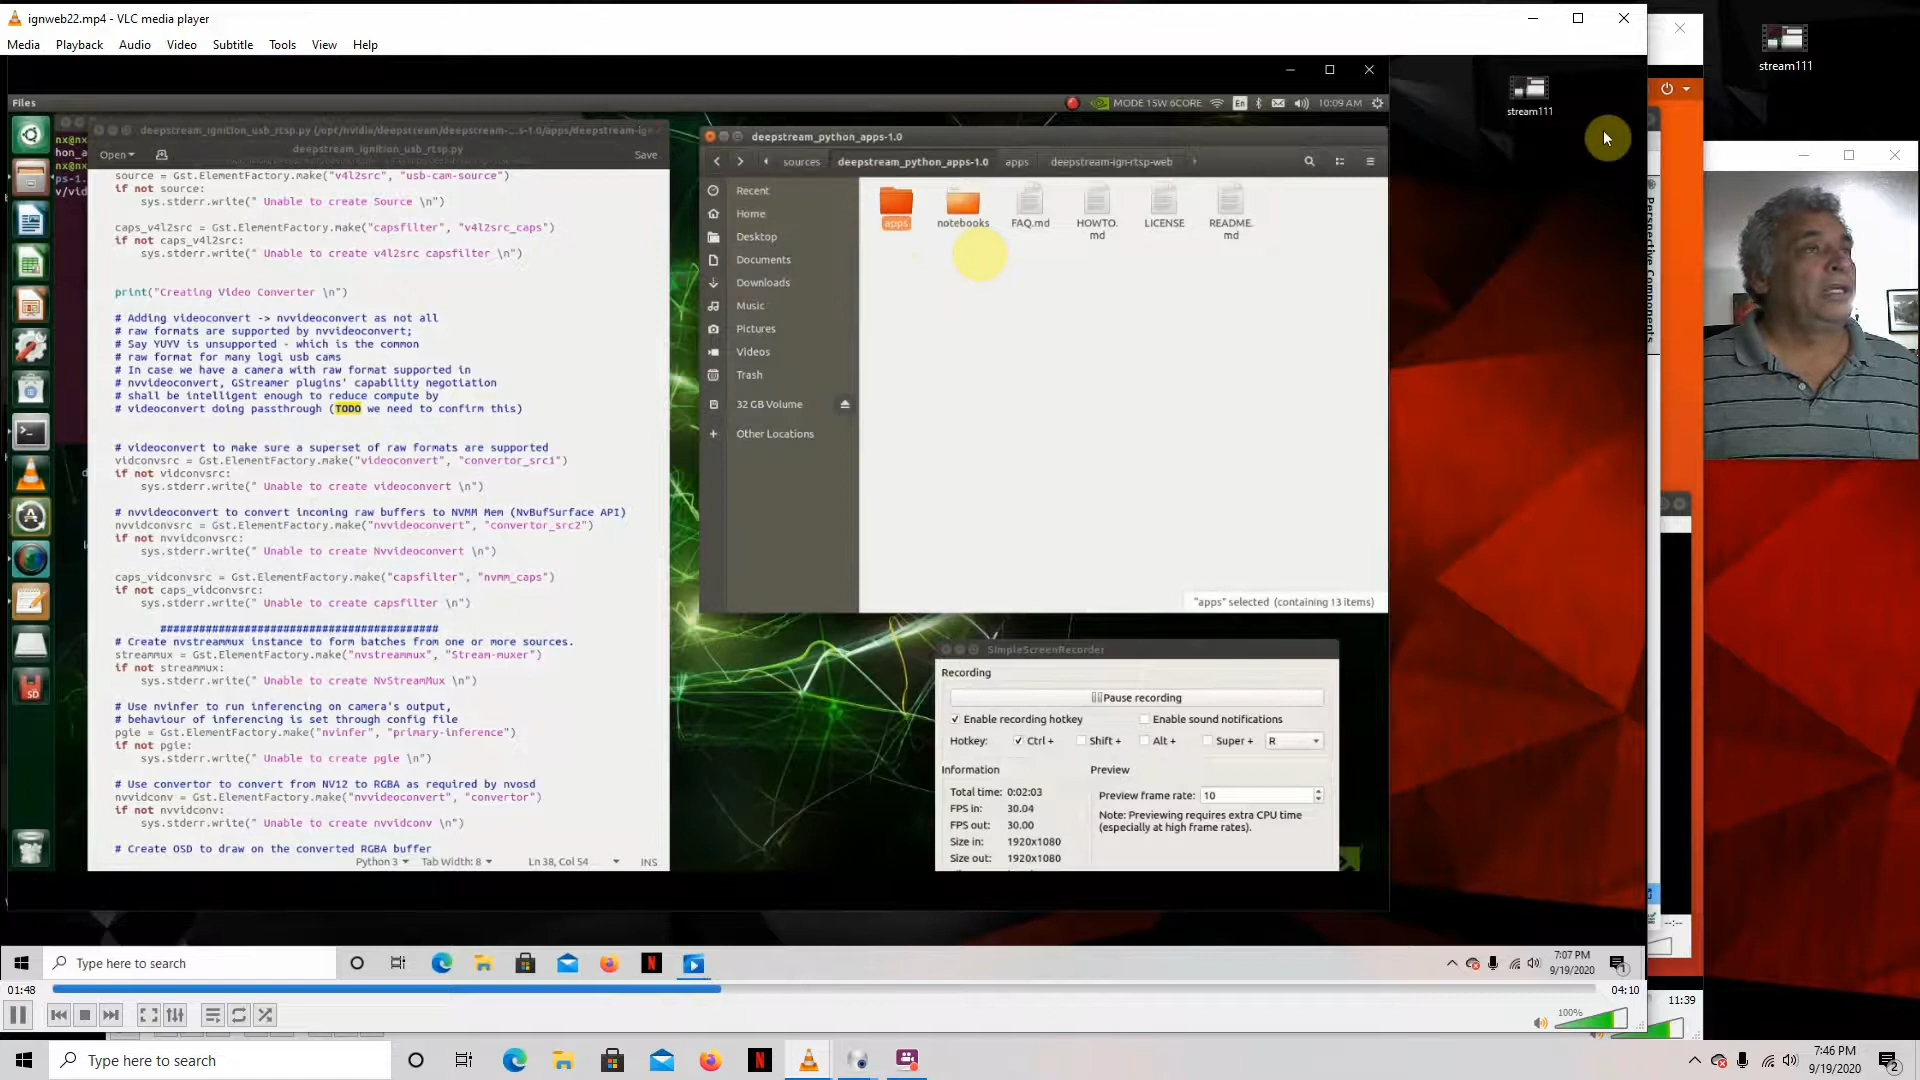 ignweb22.mp4 - VLC media player
Media Playback Audio Video Subtitle Tools View Help
stream111
stream111
Files
MODE 15W 6CORE En 10:09 AM
deepstream_ignition_usb_rtsp.py (/opt/nvidia/deepstream/deepstream-...s-1.0/apps/deepstream-ig
Open
deepstream_ignition_usb_rtsp.py
Save
source = Gst.ElementFactory.make("v4l2src", "usb-cam-source")
if not source:
sys.stderr.write(" Unable to create Source \n")
caps_v4l2src = Gst.ElementFactory.make("capsfilter", "v4l2src_caps")
if not caps_v4l2src:
sys.stderr.write(" Unable to create v4l2src capsfilter \n")
print("Creating Video Converter \n")
# Adding videoconvert -> nvvideoconvert as not all
# raw formats are supported by nvvideoconvert;
# Say YUYV is unsupported - which is the common
# raw format for many logi usb cams
# In case we have a camera with raw format supported in
# nvvideoconvert, GStreamer plugins' capability negotiation
# shall be intelligent enough to reduce compute by
# videoconvert doing passthrough (TODO we need to confirm this)
# videoconvert to make sure a superset of raw formats are supported
vidconvsrc = Gst.ElementFactory.make("videoconvert", "convertor_src1")
if not vidconvsrc:
sys.stderr.write(" Unable to create videoconvert \n")
# nvvideoconvert to convert incoming raw buffers to NVMM Mem (NvBufSurface API)
nvvidconvsrc = Gst.ElementFactory.make("nvvideoconvert", "convertor_src2")
if not nvvidconvsrc:
sys.stderr.write(" Unable to create Nvvideoconvert \n")
caps_vidconvsrc = Gst.ElementFactory.make("capsfilter", "nvmm_caps")
if not caps_vidconvsrc:
sys.stderr.write(" Unable to create capsfilter \n")
###########################################
# Create nvstreammux instance to form batches from one or more sources.
streammux = Gst.ElementFactory.make("nvstreammux", "Stream-muxer")
if not streammux:
sys.stderr.write(" Unable to create NvStreamMux \n")
# Use nvinfer to run inferencing on camera's output,
# behaviour of inferencing is set through config file
pgie = Gst.ElementFactory.make("nvinfer", "primary-inference")
if not pgie:
sys.stderr.write(" Unable to create pgie \n")
# Use convertor to convert from NV12 to RGBA as required by nvosd
nvvidconv = Gst.ElementFactory.make("nvvideoconvert", "convertor")
if not nvvidconv:
sys.stderr.write(" Unable to create nvvidconv \n")
# Create OSD to draw on the converted RGBA buffer
Python 3 Tab Width: 8 Ln 38, Col 54 INS
deepstream_python_apps-1.0
sources deepstream_python_apps-1.0 apps deepstream-ign-rtsp-web
Recent
Home
Desktop
Documents
Downloads
Music
Pictures
Videos
Trash
32 GB Volume
Other Locations
apps
notebooks
FAQ.md
HOWTO.md
LICENSE
README.md
"apps" selected (containing 13 items)
SimpleScreenRecorder
Recording
Pause recording
Enable recording hotkey Enable sound notifications
Hotkey: Ctrl + Shift + Alt + Super + R
Information
Total time: 0:02:03
FPS in: 30.04
FPS out: 30.00
Size in: 1920x1080
Size out: 1920x1080
Preview
Preview frame rate: 10
Note: Previewing requires extra CPU time
(especially at high frame rates).
Perspective Components
Type here to search
7:07 PM
9/19/2020
01:48
04:10
100%
--:--
11:39
Type here to search
7:46 PM
9/19/2020
2